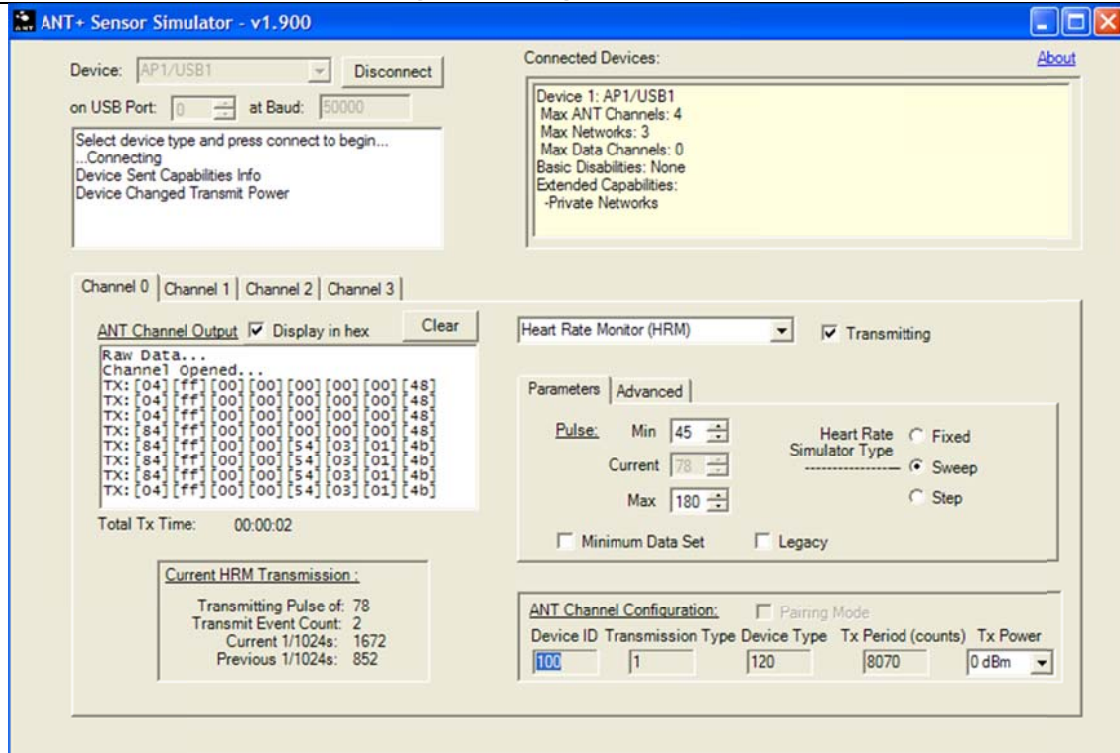 ANT+ Sensor Simulator - v1.900
Device: AP1/USB1 Disconnect
on USB Port: 0 at Baud: 50000
Select device type and press connect to begin...
...Connecting
Device Sent Capabilities Info
Device Changed Transmit Power
Connected Devices: About
Device 1: AP1/USB1
Max ANT Channels: 4
Max Networks: 3
Max Data Channels: 0
Basic Disabilities: None
Extended Capabilities:
-Private Networks
Channel 0 Channel 1 Channel 2 Channel 3
ANT Channel Output Display in hex Clear
Raw Data...
Channel Opened...
TX:[04][ff][00][00][00][00][00][48]
TX:[04][ff][00][00][00][00][00][48]
TX:[04][ff][00][00][00][00][00][48]
TX:[84][ff][00][00][00][00][00][48]
TX:[84][ff][00][00][54][03][01][4b]
TX:[84][ff][00][00][54][03][01][4b]
TX:[84][ff][00][00][54][03][01][4b]
TX:[04][ff][00][00][54][03][01][4b]
Total Tx Time: 00:00:02
Current HRM Transmission :
Transmitting Pulse of: 78
Transmit Event Count: 2
Current 1/1024s: 1672
Previous 1/1024s: 852
Heart Rate Monitor (HRM) Transmitting
Parameters Advanced
Pulse: Min 45
Current 78
Max 180
Heart Rate
Simulator Type
-----------------
Fixed
Sweep
Step
Minimum Data Set Legacy
ANT Channel Configuration: Pairing Mode
Device ID Transmission Type Device Type Tx Period (counts) Tx Power
100 1 120 8070 0 dBm